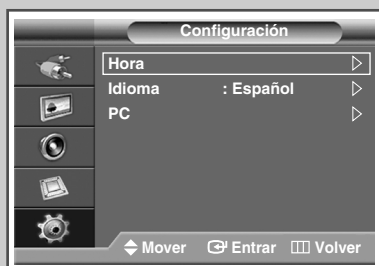 Configuración
Hora
Idioma : Español
PC
Mover Entrar Volver